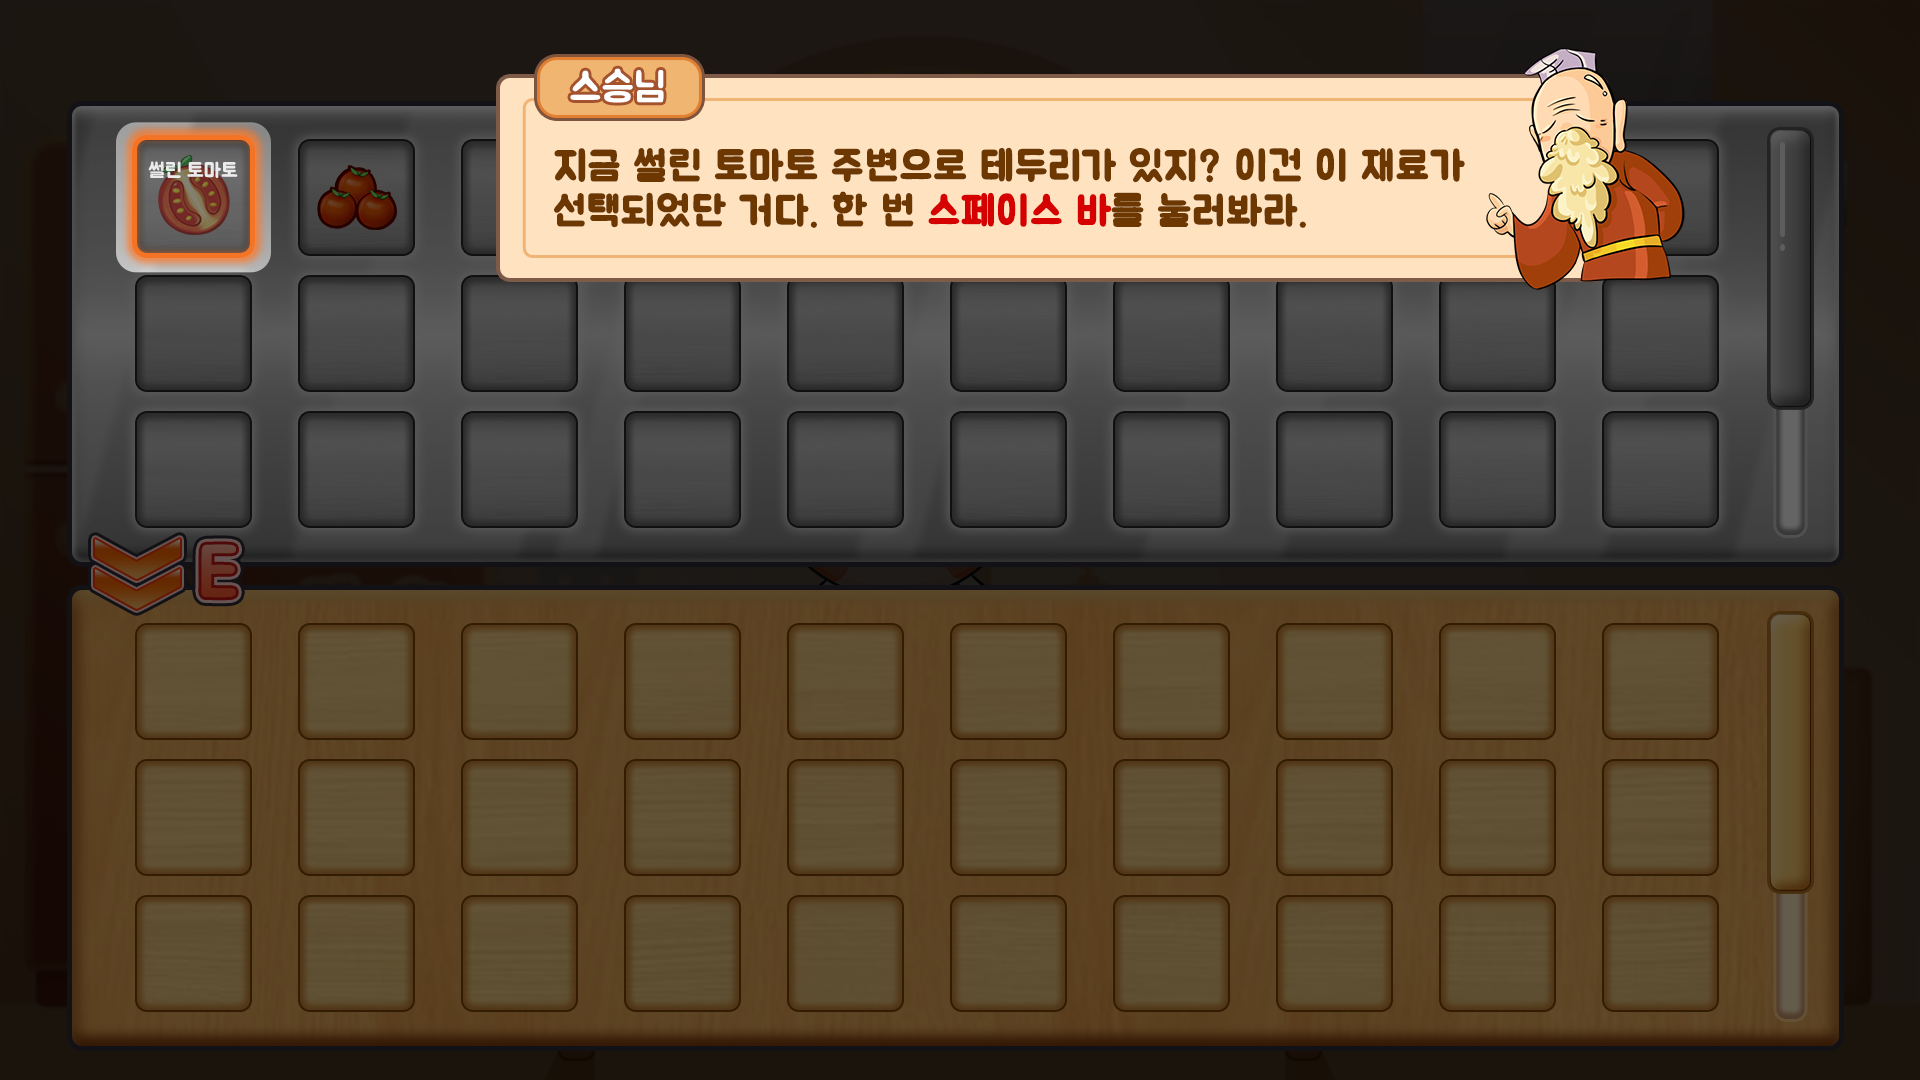 스승님
지금 썰린 토마토 주변으로 테두리가 있지? 이건 이 재료가
선택되었단 거다. 한 번 스페이스 바를 눌러봐라.
썰린 토마토
E